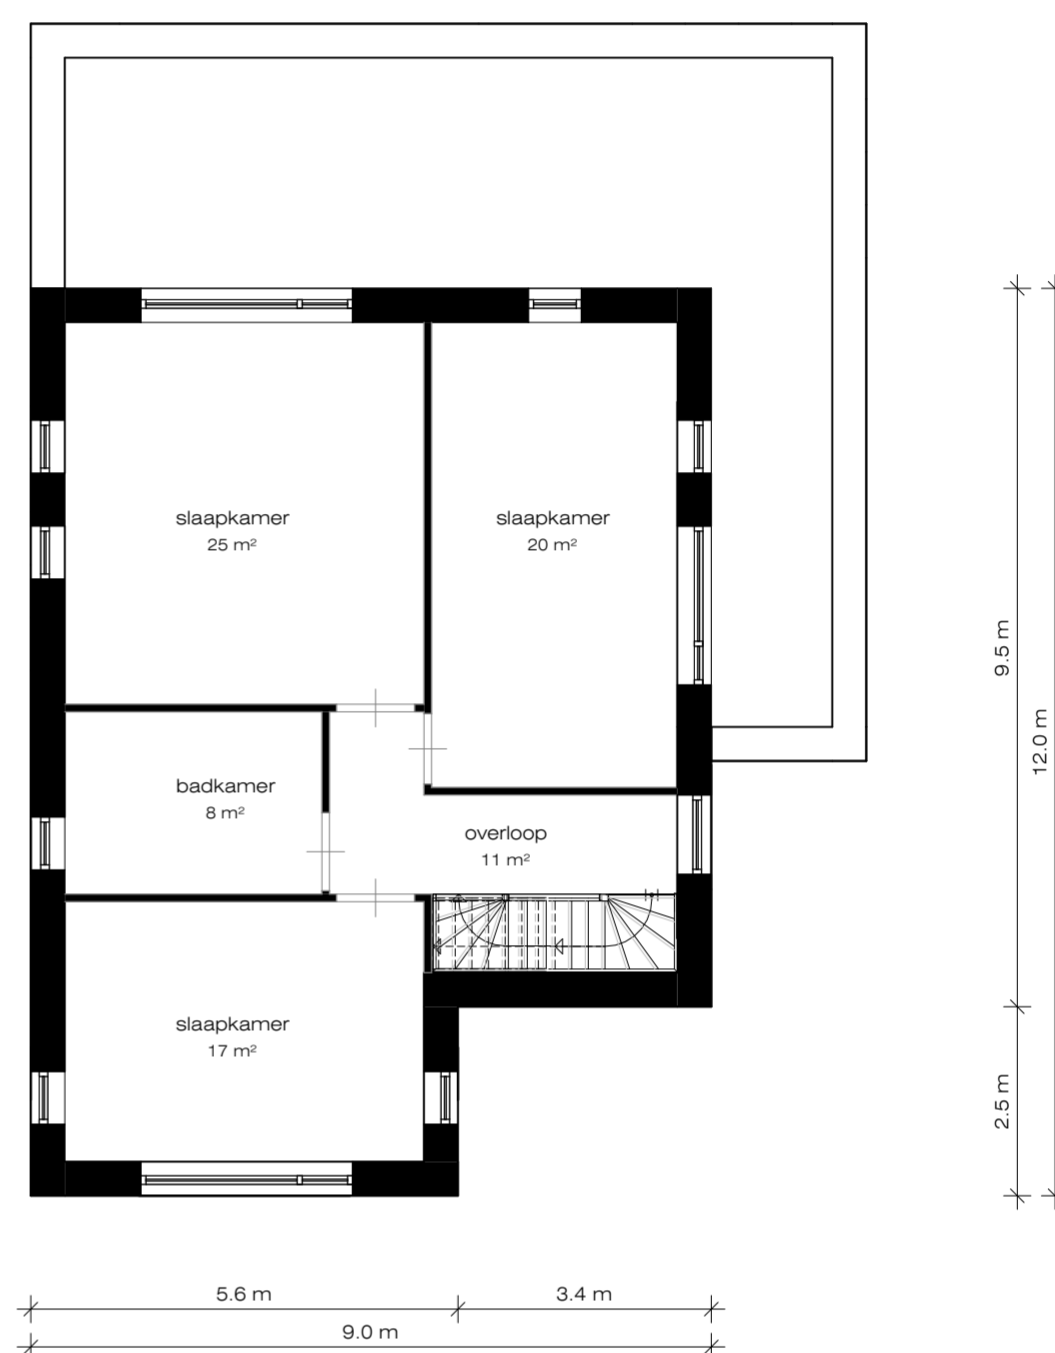 slaapkamer
25 m²
slaapkamer
20 m²
9.5 m
12.0 m
badkamer
8 m²
overloop
11 m²
slaapkamer
17 m²
2.5 m
5.6 m
3.4 m
9.0 m